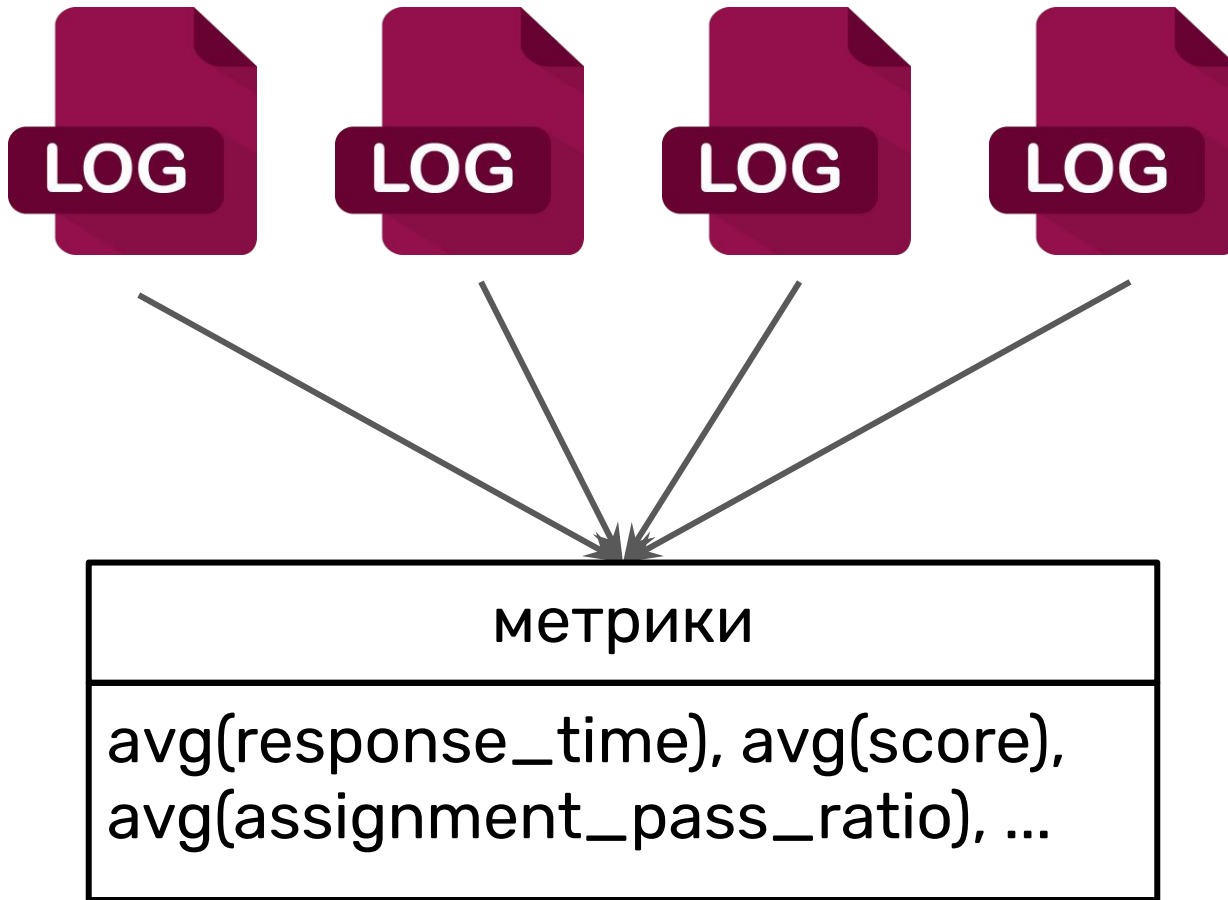 LOG LOG LOG LOG
метрики
avg(response_time), avg(score),
avg(assignment_pass_ratio), ...